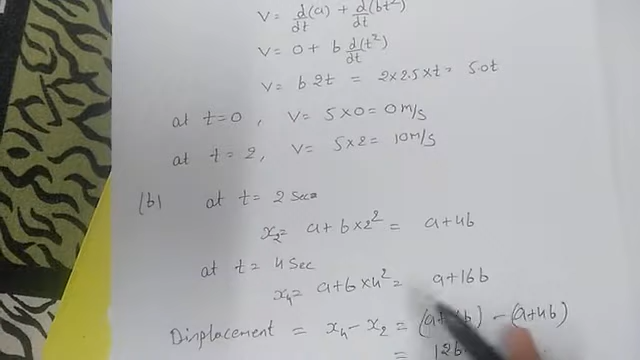 V = d/dt (a) + d/dt (bt²)
V = 0 + b d/dt (t²)
V = b 2t = 2×2.5×t = 5.0t
at t=0, V= 5×0= 0 m/s
at t= 2, V= 5×2= 10m/s
(b) at t= 2 Sec
x₂= a+b×2² = a+4b
at t= 4 Sec
x₄= a+b×4² = a+16b
Displacement = x₄-x₂ = (a+ b) - (a+4b)
= 12b